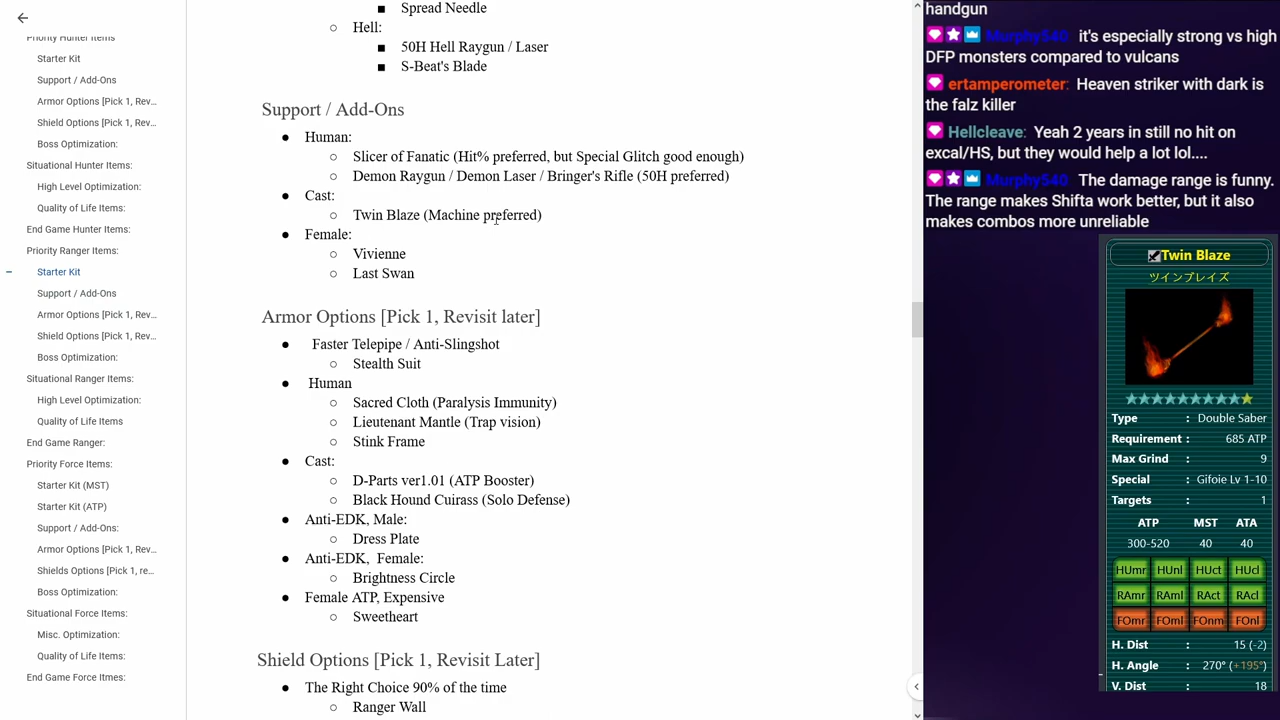 Priority Hunter Items
Starter Kit
Support / Add-Ons
Armor Options [Pick 1, Rev...
Shield Options [Pick 1, Rev...
Boss Optimization:
Situational Hunter Items:
High Level Optimization:
Quality of Life Items:
End Game Hunter Items:
Priority Ranger Items:
Starter Kit
Support / Add-Ons:
Armor Options [Pick 1, Rev...
Shield Options [Pick 1, Rev...
Boss Optimization:
Situational Ranger Items:
High Level Optimization:
Quality of Life Items
End Game Ranger:
Priority Force Items:
Starter Kit (MST)
Starter Kit (ATP)
Support / Add-Ons:
Armor Options [Pick 1, Rev...
Shields Options [Pick 1, re...
Boss Optimization:
Situational Force Items:
Misc. Optimization:
Quality of Life Items:
End Game Force Itmes:
Spread Needle
Hell:
50H Hell Raygun / Laser
S-Beat's Blade
Support / Add-Ons
Human:
Slicer of Fanatic (Hit% preferred, but Special Glitch good enough)
Demon Raygun / Demon Laser / Bringer's Rifle (50H preferred)
Cast:
Twin Blaze (Machine preferred)
Female:
Vivienne
Last Swan
Armor Options [Pick 1, Revisit later]
Faster Telepipe / Anti-Slingshot
Stealth Suit
Human
Sacred Cloth (Paralysis Immunity)
Lieutenant Mantle (Trap vision)
Stink Frame
Cast:
D-Parts ver1.01 (ATP Booster)
Black Hound Cuirass (Solo Defense)
Anti-EDK, Male:
Dress Plate
Anti-EDK, Female:
Brightness Circle
Female ATP, Expensive
Sweetheart
Shield Options [Pick 1, Revisit Later]
The Right Choice 90% of the time
Ranger Wall
handgun
Murphy540 it's especially strong vs high
DFP monsters compared to vulcans
ertamperometer: Heaven striker with dark is
the falz killer
Hellcleave: Yeah 2 years in still no hit on
excal/HS, but they would help a lot lol....
Murphy540 The damage range is funny.
The range makes Shifta work better, but it also
makes combos more unreliable
Twin Blaze
ツインブレイズ
Type : Double Saber
Requirement : 685 ATP
Max Grind : 9
Special : Gifoie Lv 1-10
Targets : 1
ATP MST ATA
300-520 40 40
HUmr HUnl HUct HUcl
RAmr RAml RAct RAcl
FOmr FOml FOnm FOnl
H. Dist : 15 (-2)
H. Angle : 270° (+195°)
V. Dist : 18